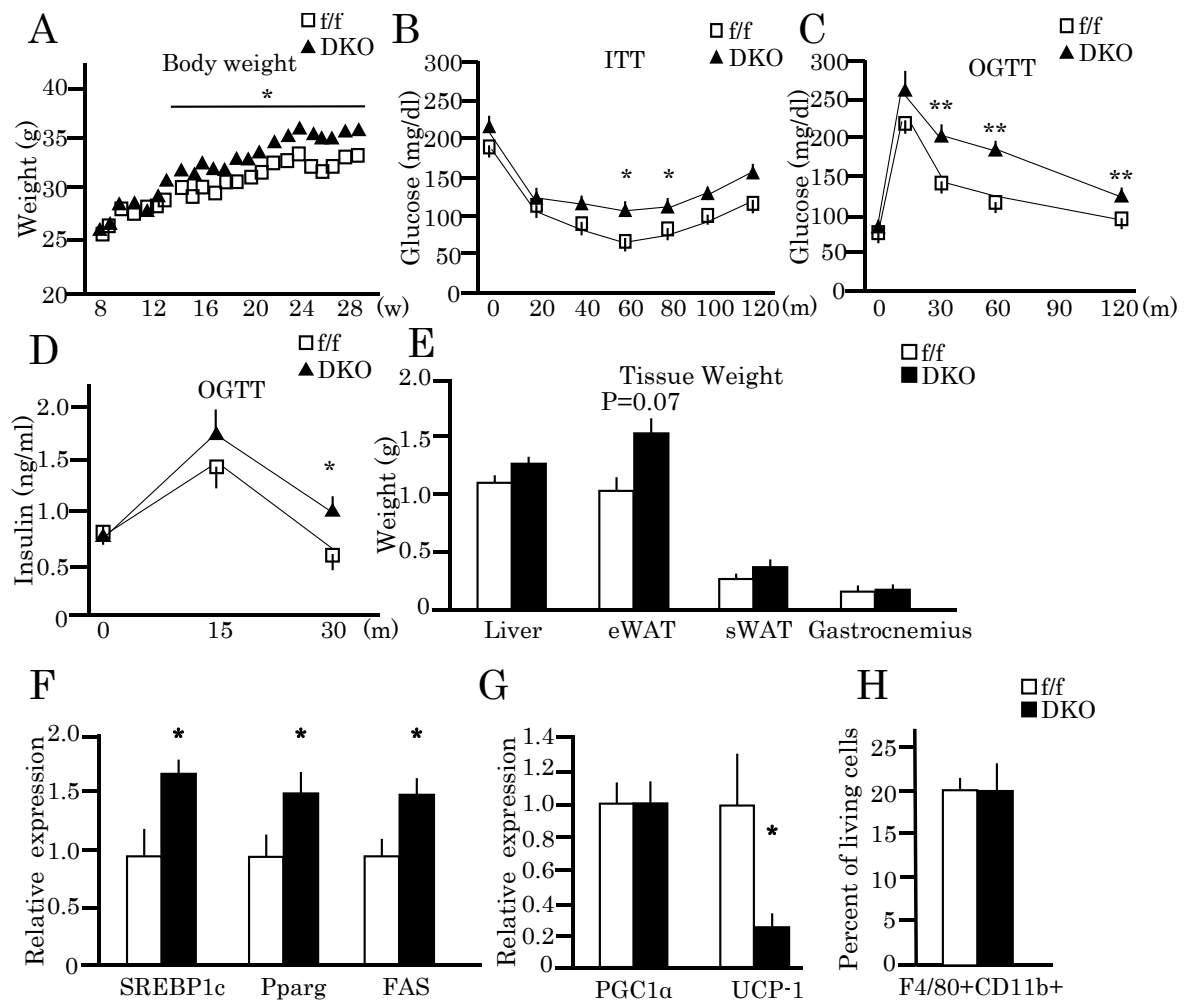 A
f/f
DKO
Body weight
*
Weight (g)
40
35
30
25
20
8 12 16 20 24 28 (w)
B
f/f
DKO
ITT
Glucose (mg/dl)
300
250
200
150
100
50
0
* *
0 20 40 60 80 100 120 (m)
C
f/f
DKO
OGTT
Glucose (mg/dl)
300
250
200
150
100
50
0
** ** **
0 30 60 90 120 (m)
D
f/f
DKO
OGTT
Insulin (ng/ml)
2.0
1.5
1.0
0.5
0
*
0 15 30 (m)
E
f/f
DKO
Tissue Weight
P=0.07
Weight (g)
2.0
1.5
1.0
0.5
0
Liver eWAT sWAT Gastrocnemius
F
Relative expression
2.0
1.5
1.0
0.5
0
* * *
SREBP1c Pparg FAS
G
Relative expression
1.4
1.2
1.0
0.8
0.6
0.4
0.2
0
*
PGC1α UCP-1
H
f/f
DKO
Percent of living cells
25
20
15
10
5
0
F4/80+CD11b+